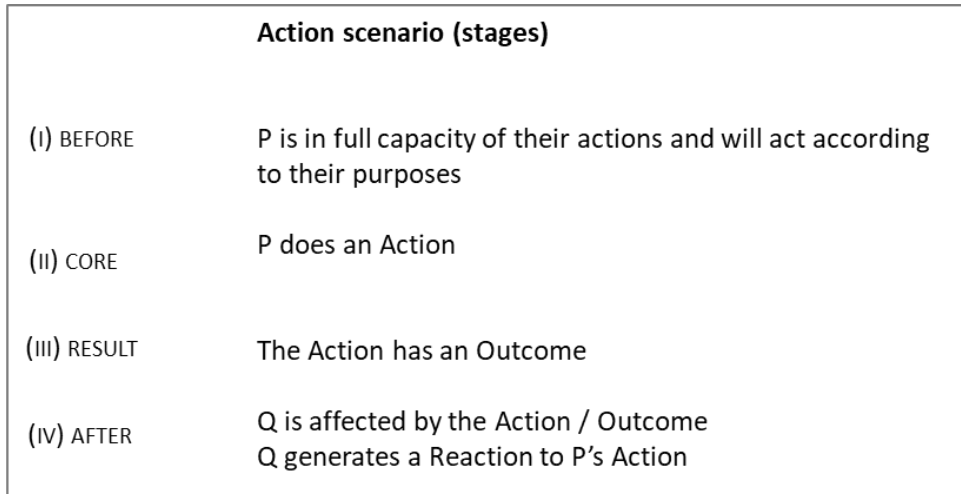 Action scenario (stages)
(I) BEFORE P is in full capacity of their actions and will act according
to their purposes
(II) CORE P does an Action
(III) RESULT The Action has an Outcome
(IV) AFTER Q is affected by the Action / Outcome
Q generates a Reaction to P's Action